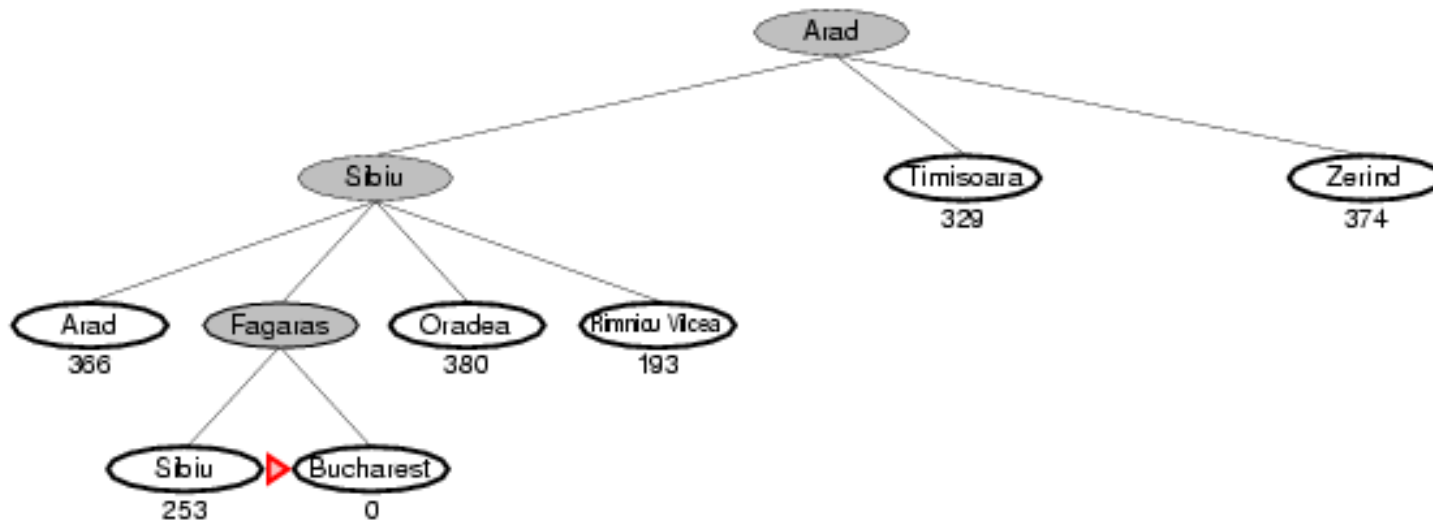 Arad
Sibiu
Timisoara
Zerind
329
374
Arad
Fagaras
Oradea
Rimnicu Vilcea
366
380
193
Sibiu
Bucharest
253
0